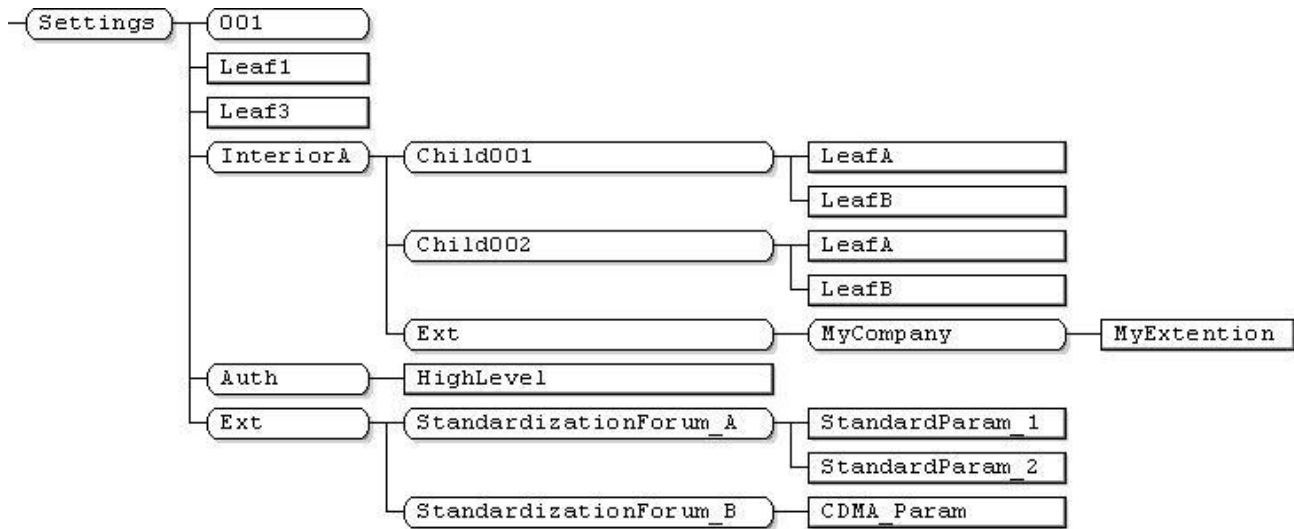 Settings 001
Leaf1
Leaf3
InteriorA Child001 LeafA
LeafB
Child002 LeafA
LeafB
Ext MyCompany MyExtention
Auth HighLevel
Ext StandardizationForum_A StandardParam_1
StandardParam_2
StandardizationForum_B CDMA_Param